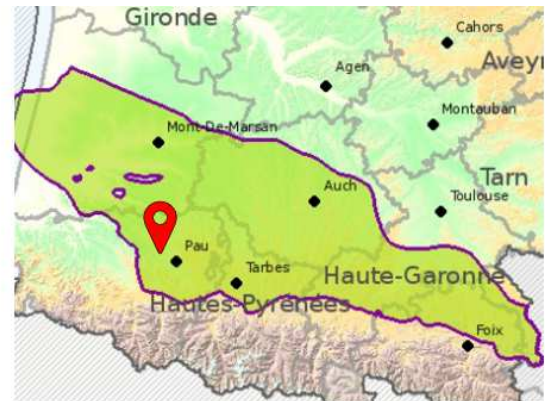 Gironde
Cahors
Agen
Aveyr
Montauban
Mont-De-Marsan
Tarn
Auch
Toulouse
Pau
Tarbes
Haute-Garonne
Hautes-Pyrénées
Foix